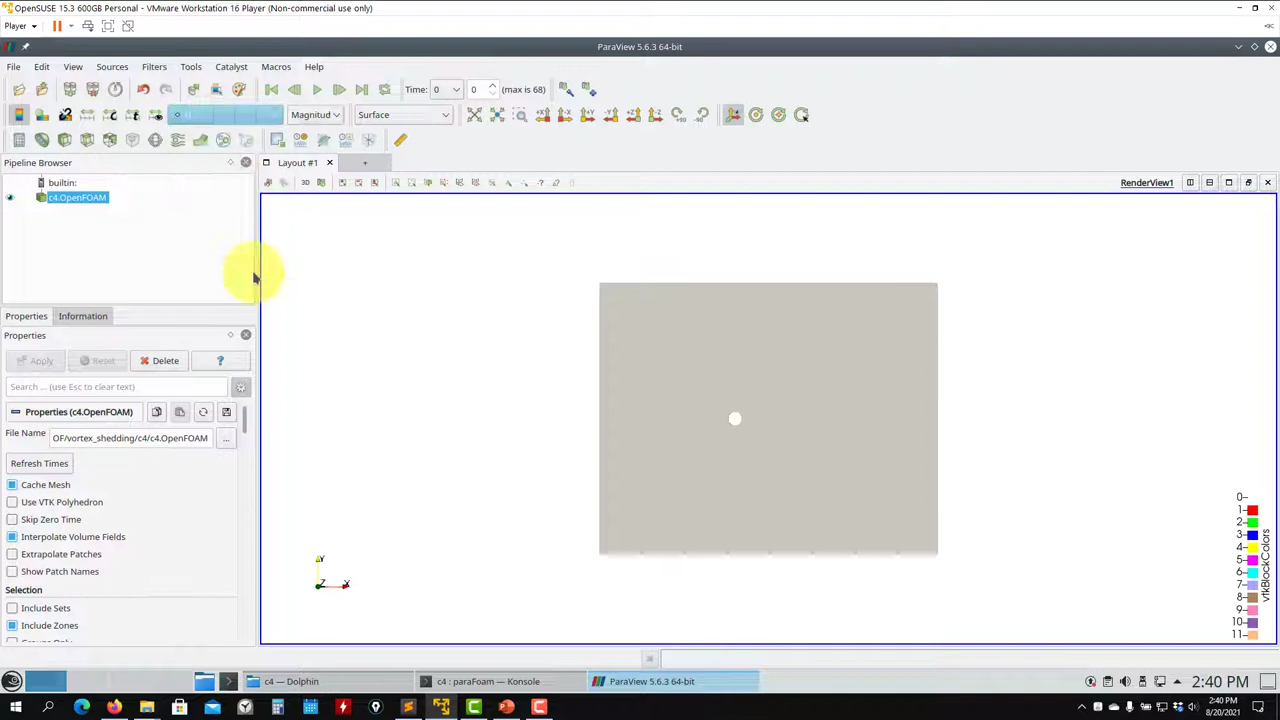 OpenSUSE 15.3 600GB Personal - VMware Workstation 16 Player (Non-commercial use only)
Player
ParaView 5.6.3 64-bit
File Edit View Sources Filters Tools Catalyst Macros Help
Time: 0 0 (max is 68)
Magnitud Surface
Pipeline Browser
Layout #1 +
builtin:
3D
RenderView1
c4.OpenFOAM
Properties Information
Properties
Apply Reset Delete ?
Search ... (use Esc to clear text)
Properties (c4.OpenFOAM)
File Name OF/vortex_shedding/c4/c4.OpenFOAM ...
Refresh Times
Cache Mesh
Use VTK Polyhedron
Skip Zero Time
Interpolate Volume Fields
Extrapolate Patches
Show Patch Names
Selection
Include Sets
Include Zones
Y
Z X
0
1
2
3
4
5
6
7
8
9
10
11
vtkBlockColors
c4 — Dolphin
c4 : paraFoam — Konsole
ParaView 5.6.3 64-bit
2:40 PM
2:40 PM
8/20/2021